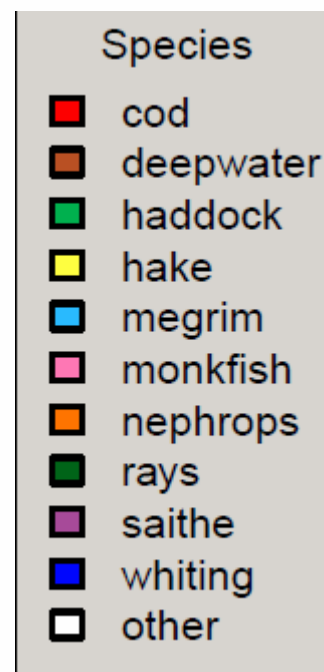 Species
cod
deepwater
haddock
hake
megrim
monkfish
nephrops
rays
saithe
whiting
other